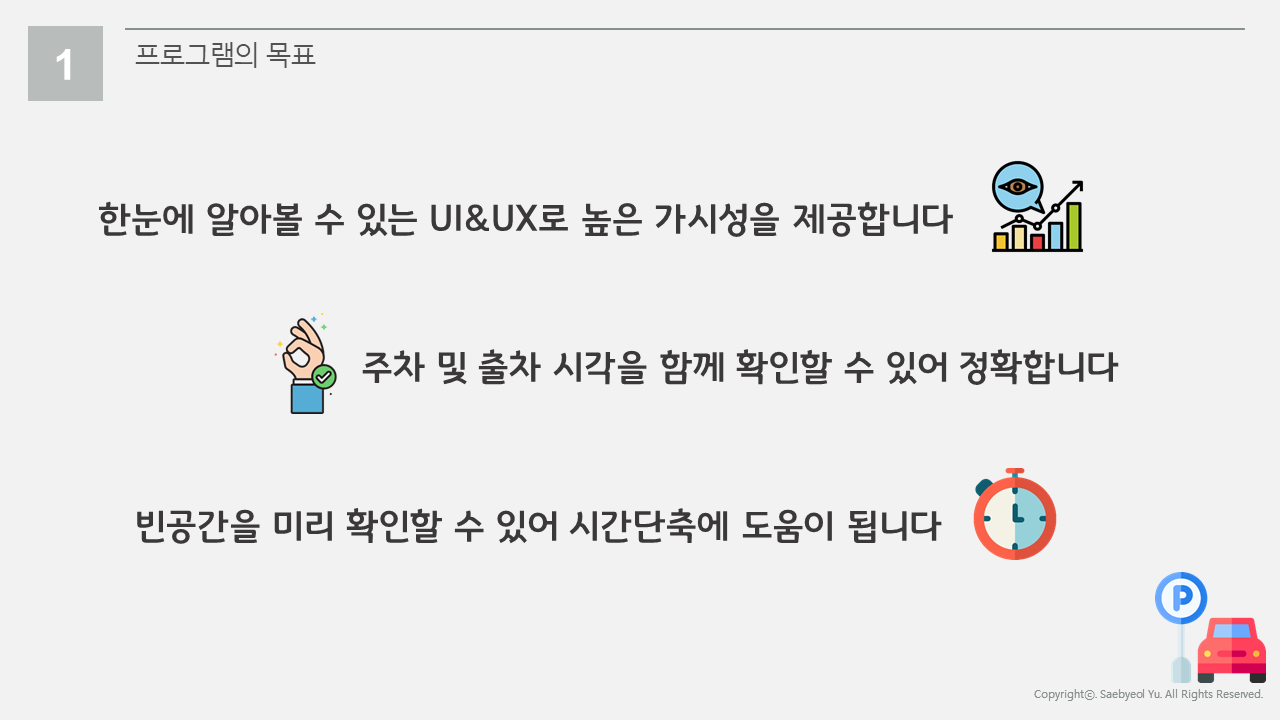 1
프로그램의 목표
한눈에 알아볼 수 있는 UI&UX로 높은 가시성을 제공합니다
주차 및 출차 시각을 함께 확인할 수 있어 정확합니다
빈공간을 미리 확인할 수 있어 시간단축에 도움이 됩니다
P
Copyrightⓒ. Saebyeol Yu. All Rights Reserved.